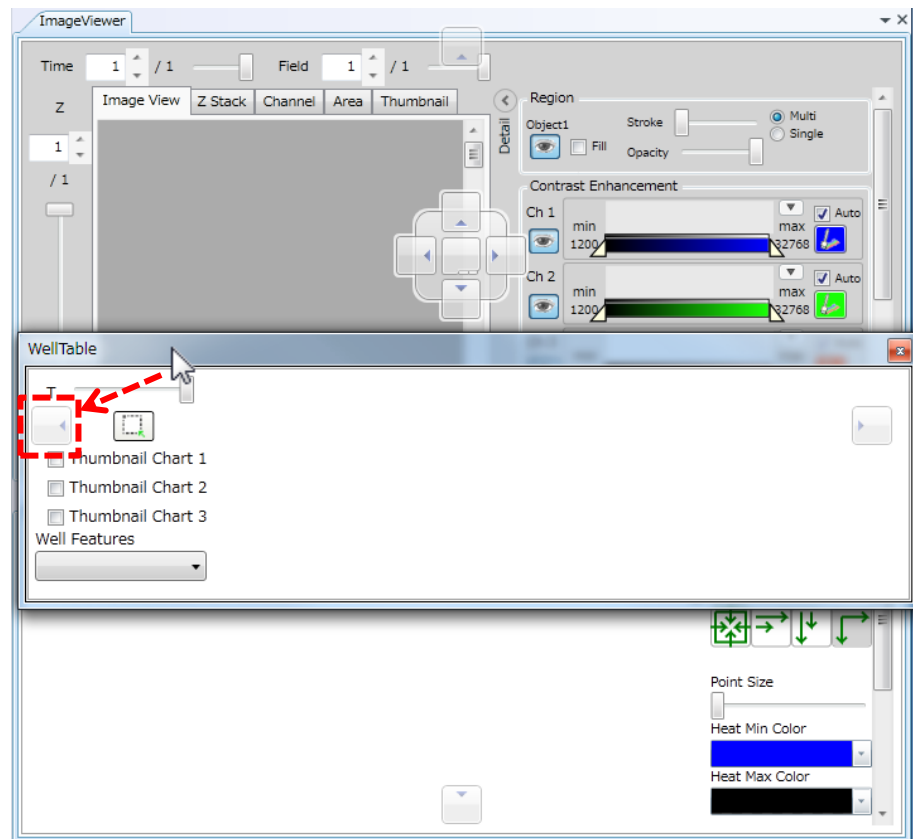 ImageViewer
Time 1 / 1 Field 1 / 1
Z
Image View Z Stack Channel Area Thumbnail
1
/ 1
Detail
Region
Object1
Fill
Stroke
Opacity
Multi
Single
Contrast Enhancement
Ch 1
min
1200
max
32768
Auto
Ch 2
min
1200
max
32768
Auto
WellTable
T
Thumbnail Chart 1
Thumbnail Chart 2
Thumbnail Chart 3
Well Features
Point Size
Heat Min Color
Heat Max Color